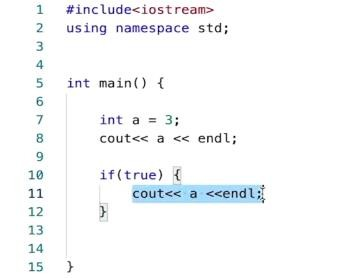 1 #include<iostream>
2 using namespace std;
3
4
5 int main() {
6
7 int a = 3;
8 cout<< a << endl;
9
10 if(true) {
11 cout<< a <<endl;
12 }
13
14
15 }